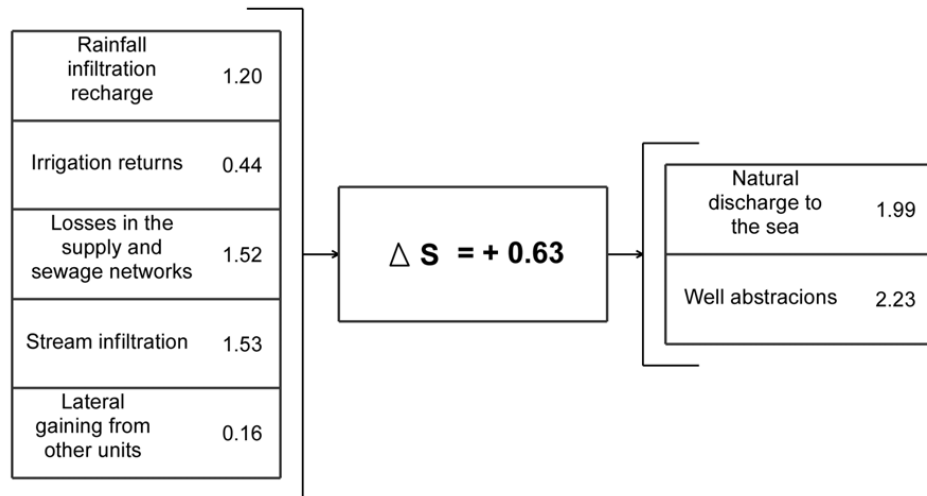 Rainfall
infiltration
recharge
1.20
Irrigation returns
0.44
Losses in the
supply and
sewage networks
1.52
Stream infiltration
1.53
Lateral
gaining from
other units
0.16
△ S = + 0.63
Natural
discharge to
the sea
1.99
Well abstracions
2.23